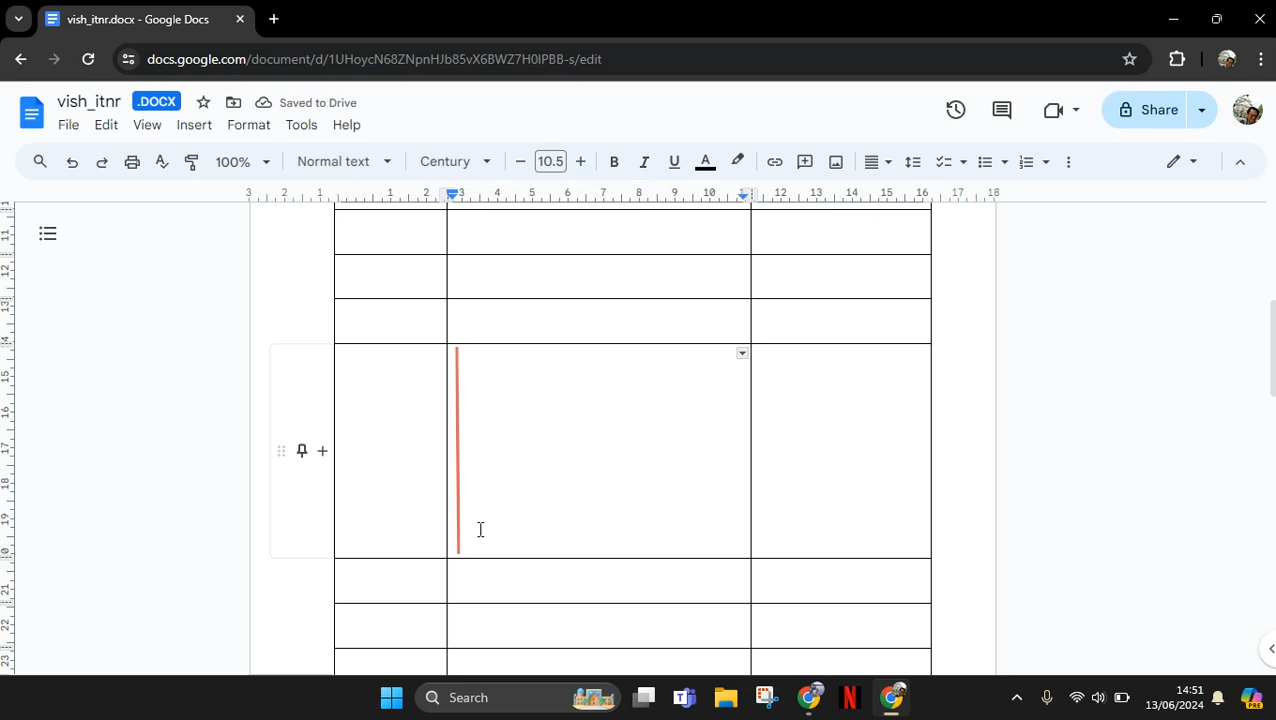 vish_itnr.docx - Google Docs
docs.google.com/document/d/1UHoycN68ZNpnHJb85vX6BWZ7H0IPBB-s/edit
vish_itnr .DOCX Saved to Drive Share
File Edit View Insert Format Tools Help
100% Normal text Century 10.5 B I U A
3 2 1 1 2 3 4 5 6 7 8 9 10 11 12 13 14 15 16 17 18
11
12
13
14
15
16
17
18
19
20
21
22
23
Search PRE
14:51
13/06/2024